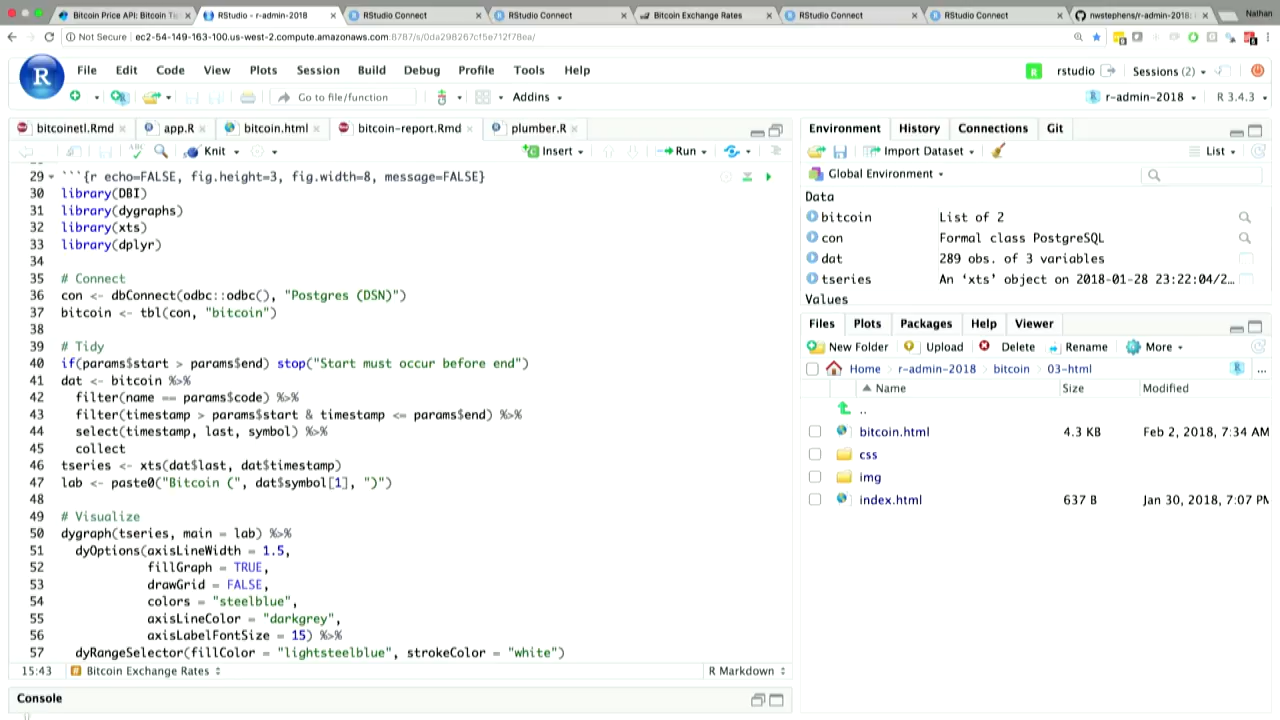 Bitcoin Price API: Bitcoin Ti × RStudio - r-admin-2018 × RStudio Connect × RStudio Connect × Bitcoin Exchange Rates × RStudio Connect × RStudio Connect × nwstephens/r-admin-2018: × Nathan
Not Secure | ec2-54-149-163-100.us-west-2.compute.amazonaws.com:8787/s/0da298267cf5e712f78ea/
R File Edit Code View Plots Session Build Debug Profile Tools Help R rstudio Sessions (2)
Go to file/function Addins r-admin-2018 R 3.4.3
bitcoinetl.Rmd × app.R × bitcoin.html × bitcoin-report.Rmd × plumber.R ×
ABC Knit Insert Run
29 ```{r echo=FALSE, fig.height=3, fig.width=8, message=FALSE}
30 library(DBI)
31 library(dygraphs)
32 library(xts)
33 library(dplyr)
34
35 # Connect
36 con <- dbConnect(odbc::odbc(), "Postgres (DSN)")
37 bitcoin <- tbl(con, "bitcoin")
38
39 # Tidy
40 if(params$start > params$end) stop("Start must occur before end")
41 dat <- bitcoin %>%
42 filter(name == params$code) %>%
43 filter(timestamp > params$start & timestamp <= params$end) %>%
44 select(timestamp, last, symbol) %>%
45 collect
46 tseries <- xts(dat$last, dat$timestamp)
47 lab <- paste0("Bitcoin (", dat$symbol[1], ")")
48
49 # Visualize
50 dygraph(tseries, main = lab) %>%
51 dyOptions(axisLineWidth = 1.5,
52 fillGraph = TRUE,
53 drawGrid = FALSE,
54 colors = "steelblue",
55 axisLineColor = "darkgrey",
56 axisLabelFontSize = 15) %>%
57 dyRangeSelector(fillColor = "lightsteelblue", strokeColor = "white")
15:43 Bitcoin Exchange Rates R Markdown
Console
Environment History Connections Git
Import Dataset List
Global Environment
Data
bitcoin List of 2
con Formal class PostgreSQL
dat 289 obs. of 3 variables
tseries An ‘xts’ object on 2018-01-28 23:22:04/2…
Values
Files Plots Packages Help Viewer
New Folder Upload Delete Rename More
Home r-admin-2018 bitcoin 03-html ...
Name Size Modified
..
bitcoin.html 4.3 KB Feb 2, 2018, 7:34 AM
css
img
index.html 637 B Jan 30, 2018, 7:07 PM